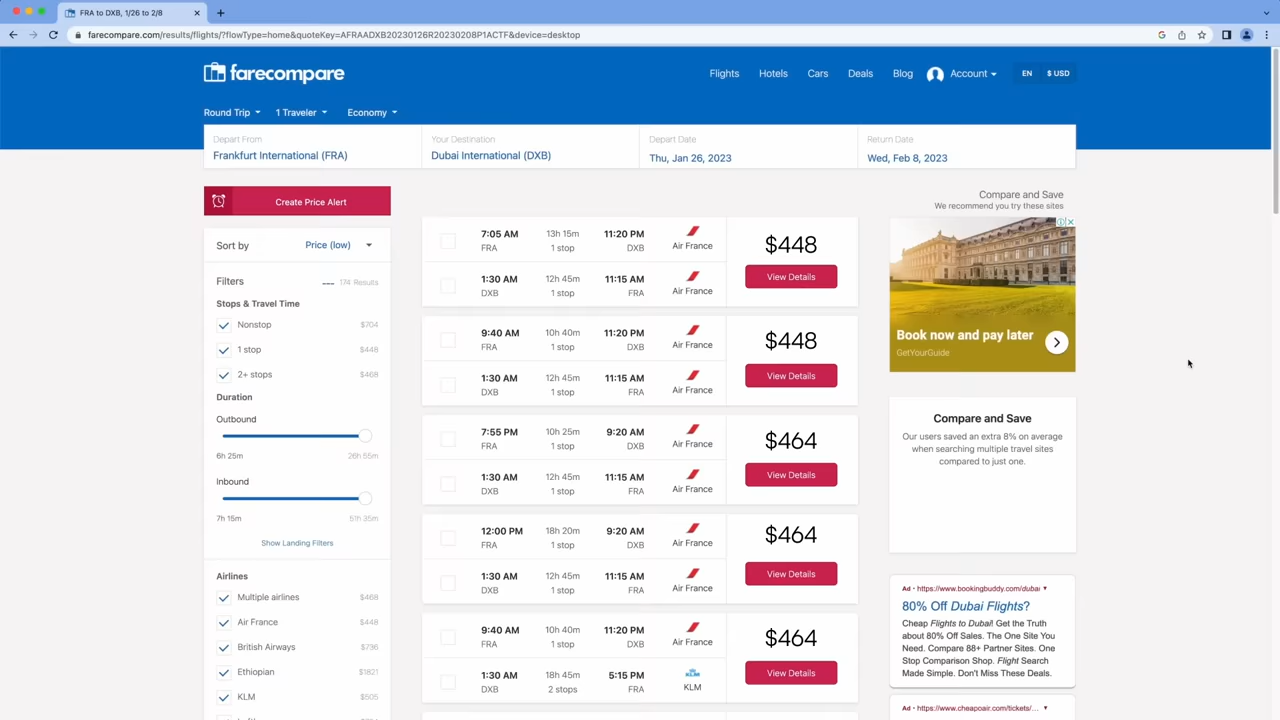 FRA to DXB, 1/26 to 2/8
farecompare.com/results/flights/?flowType=home&quoteKey=AFRAADXB20230126R20230208P1ACTF&device=desktop
farecompare
Flights
Hotels
Cars
Deals
Blog
Account
EN
$ USD
Round Trip
1 Traveler
Economy
Depart From
Frankfurt International (FRA)
Your Destination
Dubai International (DXB)
Depart Date
Thu, Jan 26, 2023
Return Date
Wed, Feb 8, 2023
Create Price Alert
Sort by
Price (low)
Filters
174 Results
Stops & Travel Time
Nonstop $704
1 stop $448
2+ stops $468
Duration
Outbound
6h 25m 26h 55m
Inbound
7h 15m 51h 35m
Show Landing Filters
Airlines
Multiple airlines $468
Air France $448
British Airways $736
Ethiopian $1821
KLM $505
7:05 AM 13h 15m 11:20 PM
FRA 1 stop DXB
Air France
1:30 AM 12h 45m 11:15 AM
DXB 1 stop FRA
Air France
$448
View Details
9:40 AM 10h 40m 11:20 PM
FRA 1 stop DXB
Air France
1:30 AM 12h 45m 11:15 AM
DXB 1 stop FRA
Air France
$448
View Details
7:55 PM 10h 25m 9:20 AM
FRA 1 stop DXB
Air France
1:30 AM 12h 45m 11:15 AM
DXB 1 stop FRA
Air France
$464
View Details
12:00 PM 18h 20m 9:20 AM
FRA 1 stop DXB
Air France
1:30 AM 12h 45m 11:15 AM
DXB 1 stop FRA
Air France
$464
View Details
9:40 AM 10h 40m 11:20 PM
FRA 1 stop DXB
Air France
1:30 AM 18h 45m 5:15 PM
DXB 2 stops FRA
KLM
$464
View Details
Compare and Save
We recommend you try these sites
Book now and pay later
GetYourGuide
Compare and Save
Our users saved an extra 8% on average
when searching multiple travel sites
compared to just one.
Ad • https://www.bookingbuddy.com/dubai
80% Off Dubai Flights?
Cheap Flights to Dubai! Get the Truth
about 80% Off Sales. The One Site You
Need. Compare 88+ Partner Sites. One
Stop Comparison Shop. Flight Search
Made Simple. Don't Miss These Deals.
Ad • https://www.cheapoair.com/tickets/...